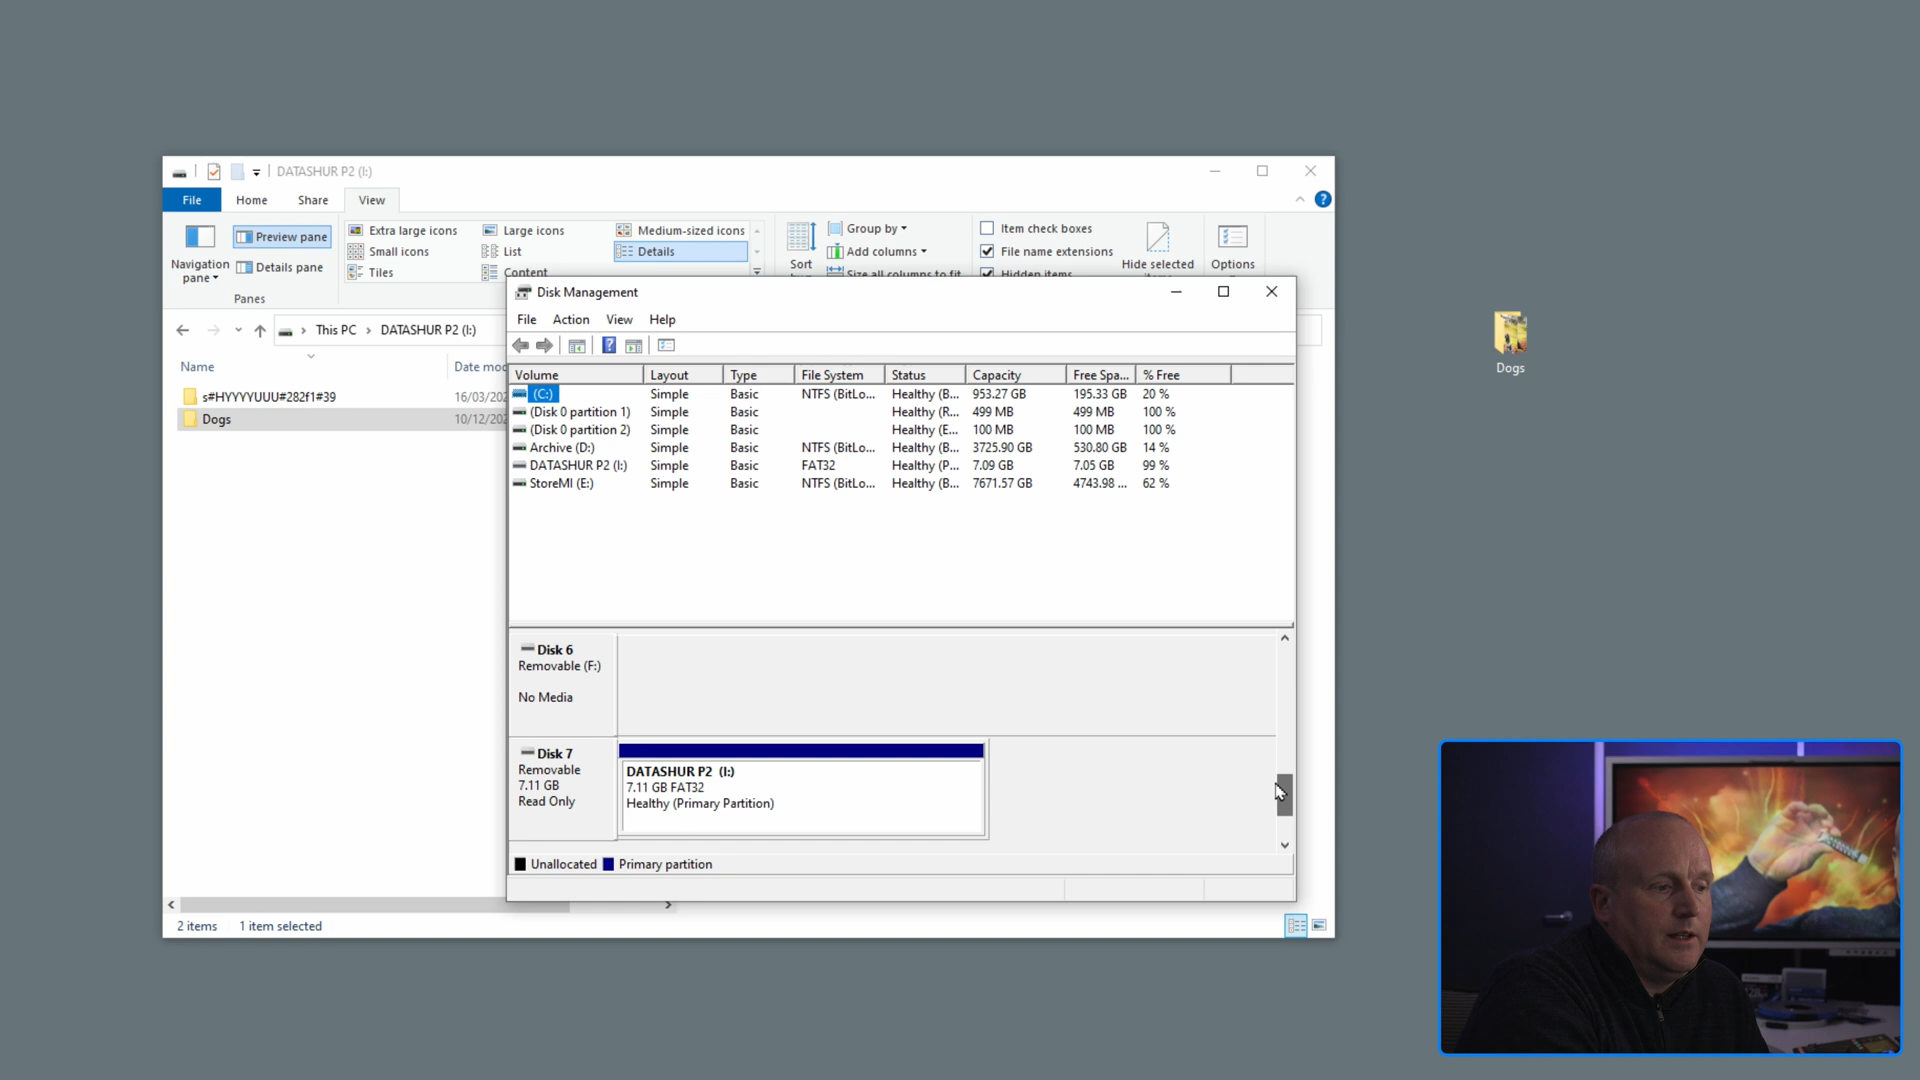 DATASHUR P2 (I:)
File Home Share View
Navigation pane
Preview pane
Details pane
Panes
Extra large icons
Large icons
Medium-sized icons
Small icons
List
Details
Tiles
Content
Sort
Group by
Add columns
Size all columns to fit
Item check boxes
File name extensions
Hidden items
Hide selected
Options
This PC > DATASHUR P2 (I:)
Name
s#HYYYYUUU#282f1#39 16/03/202
Dogs 10/12/202
2 items 1 item selected
Disk Management
File Action View Help
Volume Layout Type File System Status Capacity Free Spa... % Free
(C:) Simple Basic NTFS (BitLo... Healthy (B... 953.27 GB 195.33 GB 20 %
(Disk 0 partition 1) Simple Basic Healthy (R... 499 MB 499 MB 100 %
(Disk 0 partition 2) Simple Basic Healthy (E... 100 MB 100 MB 100 %
Archive (D:) Simple Basic NTFS (BitLo... Healthy (B... 3725.90 GB 530.80 GB 14 %
DATASHUR P2 (I:) Simple Basic FAT32 Healthy (P... 7.09 GB 7.05 GB 99 %
StoreMI (E:) Simple Basic NTFS (BitLo... Healthy (B... 7671.57 GB 4743.98 ... 62 %
Disk 6
Removable (F:)
No Media
Disk 7
Removable
7.11 GB
Read Only
DATASHUR P2 (I:)
7.11 GB FAT32
Healthy (Primary Partition)
Unallocated Primary partition
Dogs